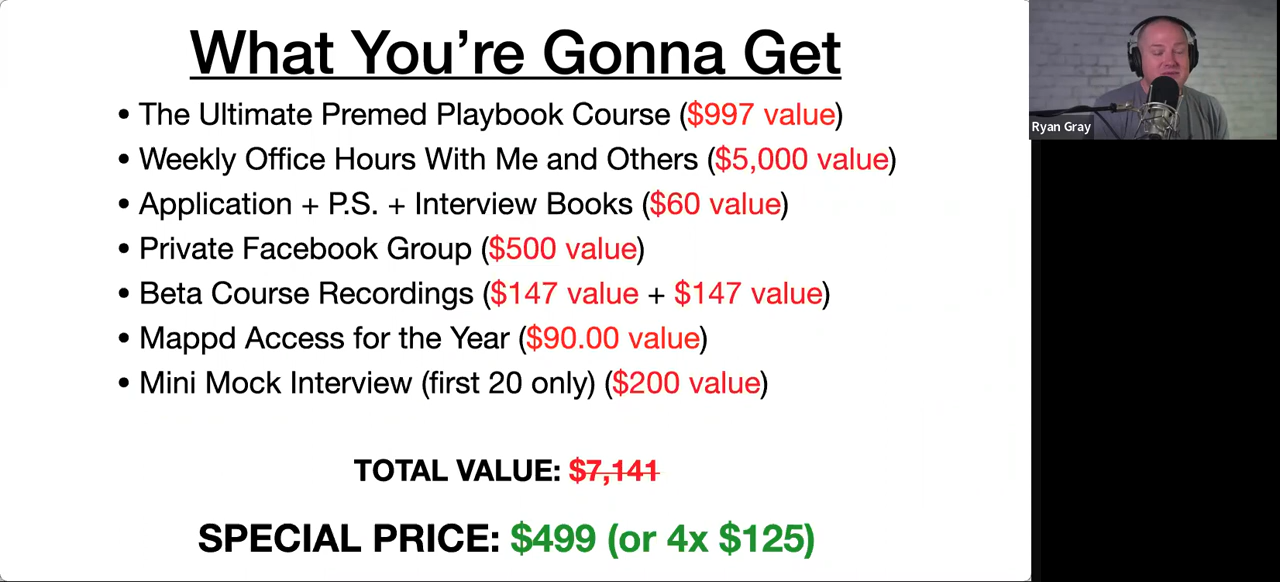 What You’re Gonna Get
• The Ultimate Premed Playbook Course ($997 value)
• Weekly Office Hours With Me and Others ($5,000 value)
• Application + P.S. + Interview Books ($60 value)
• Private Facebook Group ($500 value)
• Beta Course Recordings ($147 value + $147 value)
• Mappd Access for the Year ($90.00 value)
• Mini Mock Interview (first 20 only) ($200 value)
TOTAL VALUE: $7,141
SPECIAL PRICE: $499 (or 4x $125)
Ryan Gray